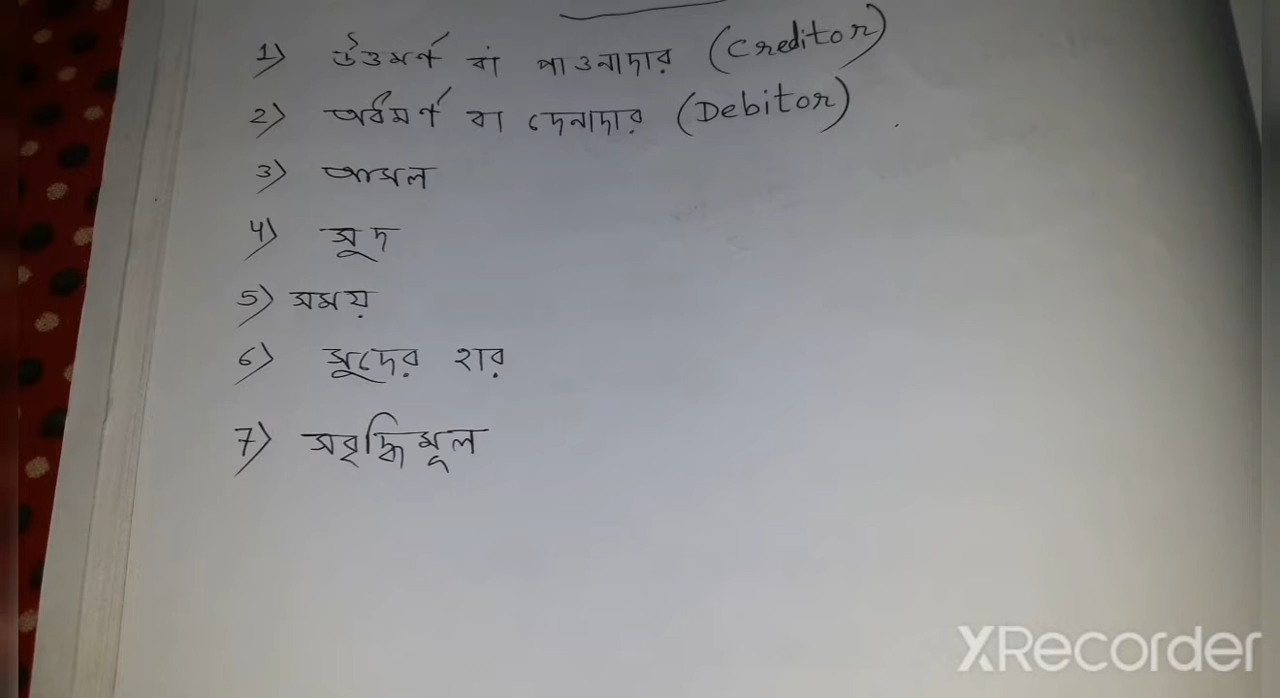 1) উত্তমর্ণ বা পাওনাদার (Creditor)
2) অধমর্ণ বা দেনাদার (Debitor)
3) আসল
4) সুদ
5) সময়
6) সুদের হার
7) সবৃদ্ধিমূল
XRecorder